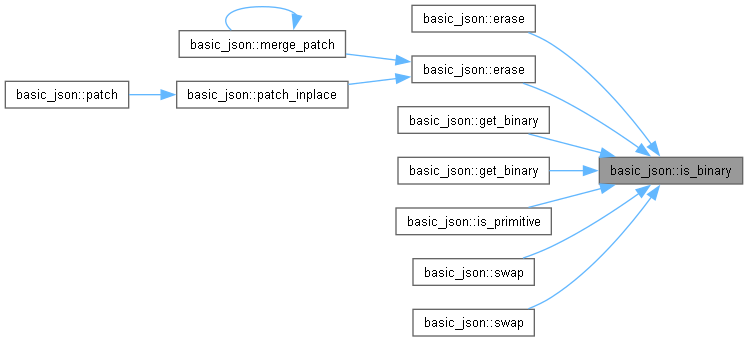 basic_json::erase
basic_json::merge_patch
basic_json::erase
basic_json::patch
basic_json::patch_inplace
basic_json::get_binary
basic_json::get_binary
basic_json::is_binary
basic_json::is_primitive
basic_json::swap
basic_json::swap